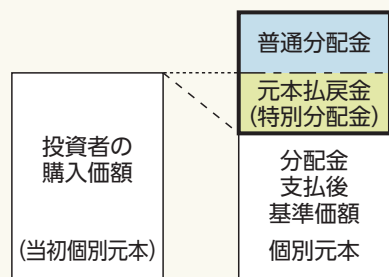 普通分配金
元本払戻金
(特別分配金)
投資者の
購入価額
(当初個別元本)
分配金
支払後
基準価額
個別元本